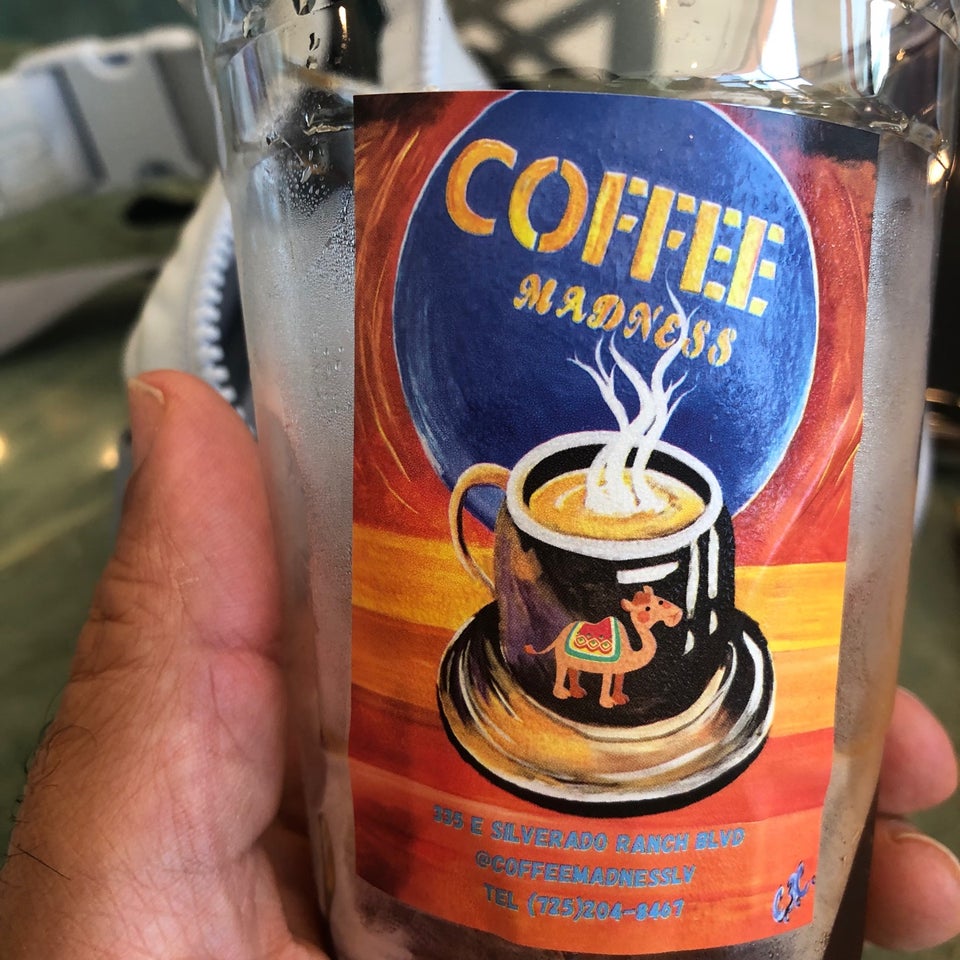 COFFEE
MADNESS
335 E SILVERADO RANCH BLVD
@COFFEEMADNESSLV
TEL (725)204-8467